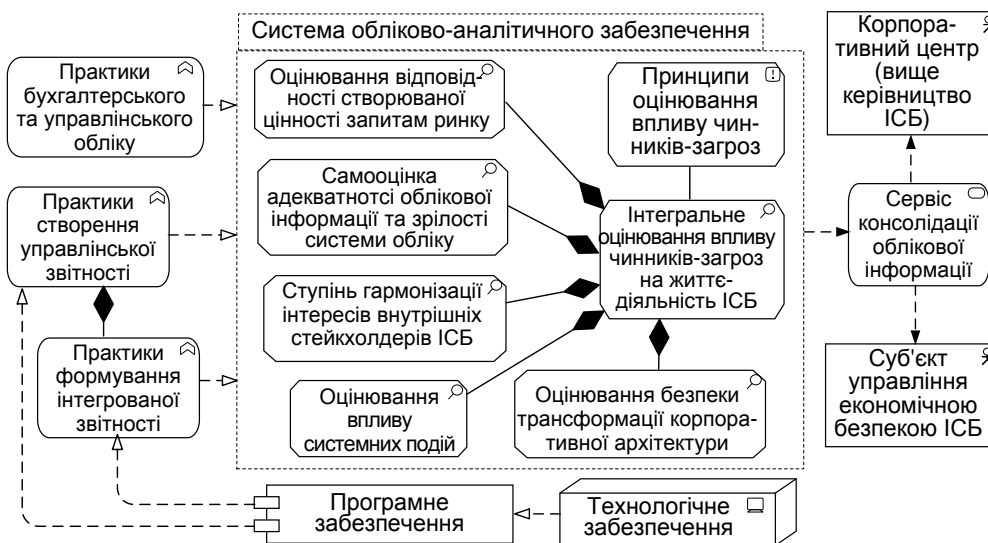 Система обліково-аналітичного забезпечення
Практики
бухгалтерського
та управлінського
обліку
Практики
створення
управлінської
звітності
Практики
формування
інтегрованої
звітності
Оцінювання відповід-
ності створюваної
цінності запитам ринку
Самооцінка
адекватнотсі облікової
інформації та зрілості
системи обліку
Ступінь гармонізації
інтересів внутрішніх
стейкхолдерів ІСБ
Оцінювання
впливу
системних подій
Принципи
оцінювання
впливу чин-
ників-загроз
Інтегральне
оцінювання впливу
чинників-загроз
на життє-
діяльність ІСБ
Оцінювання безпеки
трансформації корпора-
тивної архітектури
Корпора-
тивний центр
(вище
керівництво
ІСБ)
Сервіс
консолідації
облікової
інформації
Суб'єкт
управління
економічною
безпекою ІСБ
Програмне
забезпечення
Технологічне
забезпечення